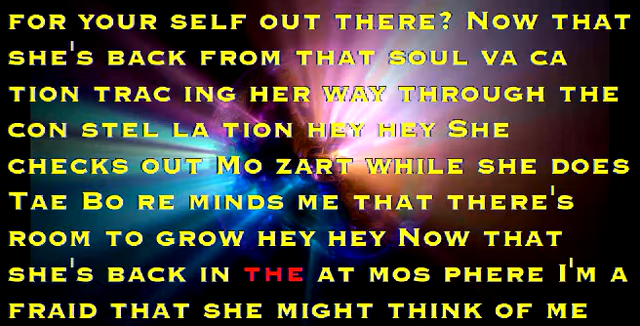 for your self out there? Now that
she's back from that soul va ca
tion trac ing her way through the
con stel la tion hey hey She
checks out Mo zart while she does
Tae Bo re minds me that there's
room to grow hey hey Now that
she's back in the at mos phere I'm a
fraid that she might think of me